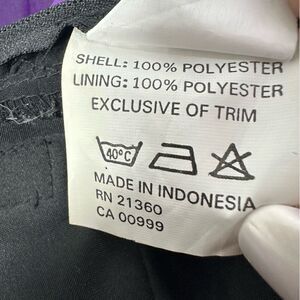 SHELL: 100% POLYESTER
LINING: 100% POLYESTER
EXCLUSIVE OF TRIM
40°C
MADE IN INDONESIA
RN 21360
CA 00999